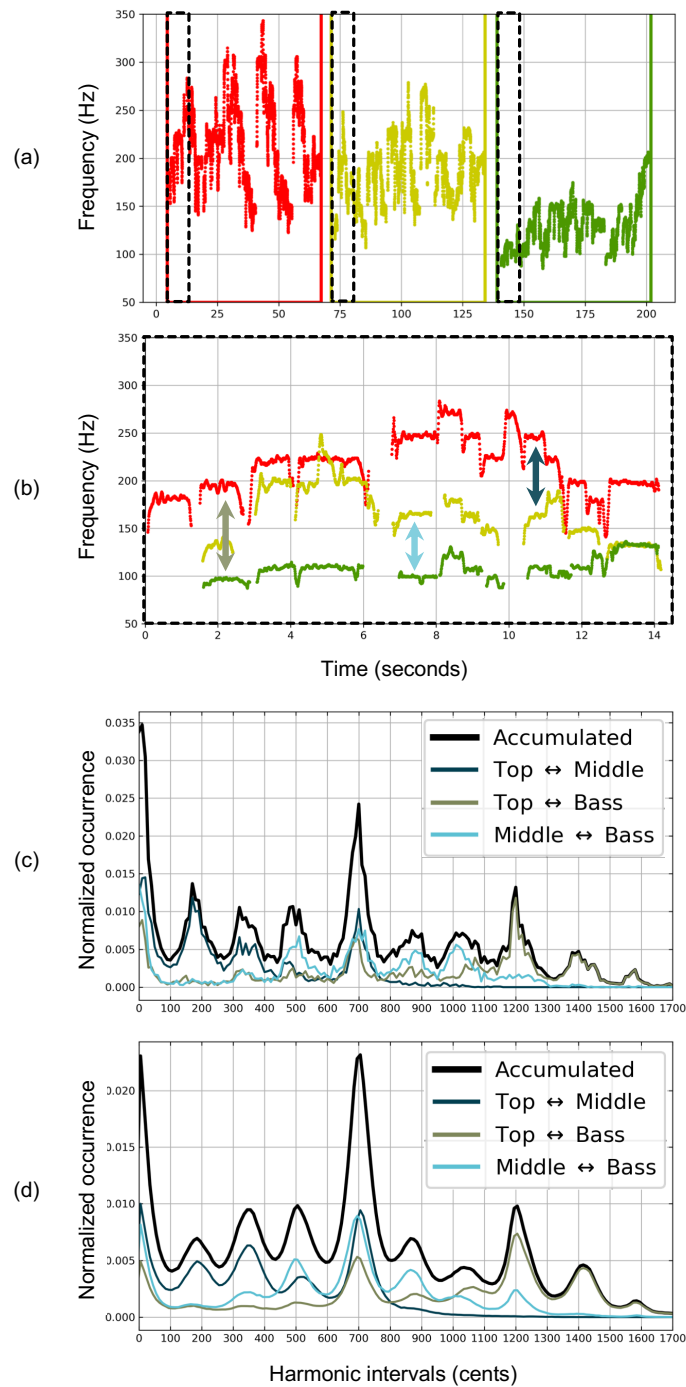 (a)
Frequency (Hz)
350
300
250
200
150
100
50
0 25 50 75 100 125 150 175 200
(b)
Frequency (Hz)
350
300
250
200
150
100
50
0 2 4 6 8 10 12 14
Time (seconds)
(c)
Normalized occurrence
0.035
0.030
0.025
0.020
0.015
0.010
0.005
0.000
Accumulated
Top ↔ Middle
Top ↔ Bass
Middle ↔ Bass
0 100 200 300 400 500 600 700 800 900 1000 1100 1200 1300 1400 1500 1600 1700
(d)
Normalized occurrence
0.020
0.015
0.010
0.005
0.000
Accumulated
Top ↔ Middle
Top ↔ Bass
Middle ↔ Bass
0 100 200 300 400 500 600 700 800 900 1000 1100 1200 1300 1400 1500 1600 1700
Harmonic intervals (cents)